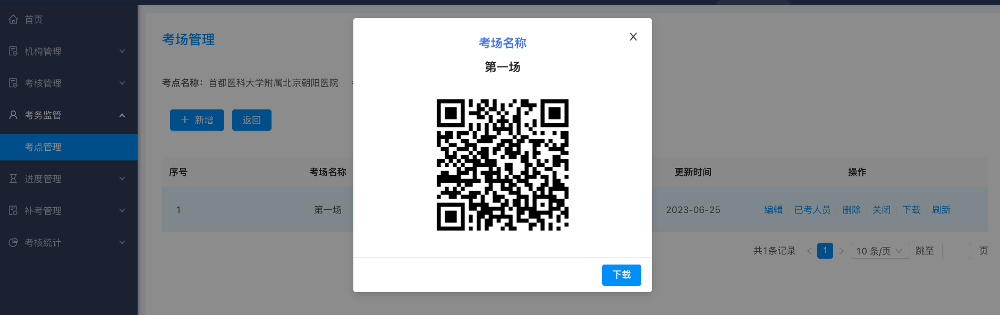 首页
机构管理
考核管理
考务监管
考点管理
进度管理
补考管理
考核统计
考场管理
考点名称：首都医科大学附属北京朝阳医院
新增 返回
序号 考场名称 更新时间 操作
1 第一场 2023-06-25 编辑 已考人员 删除 关闭 下载 刷新
共1条记录 1 10 条/页 跳至 页
考场名称
第一场
下载